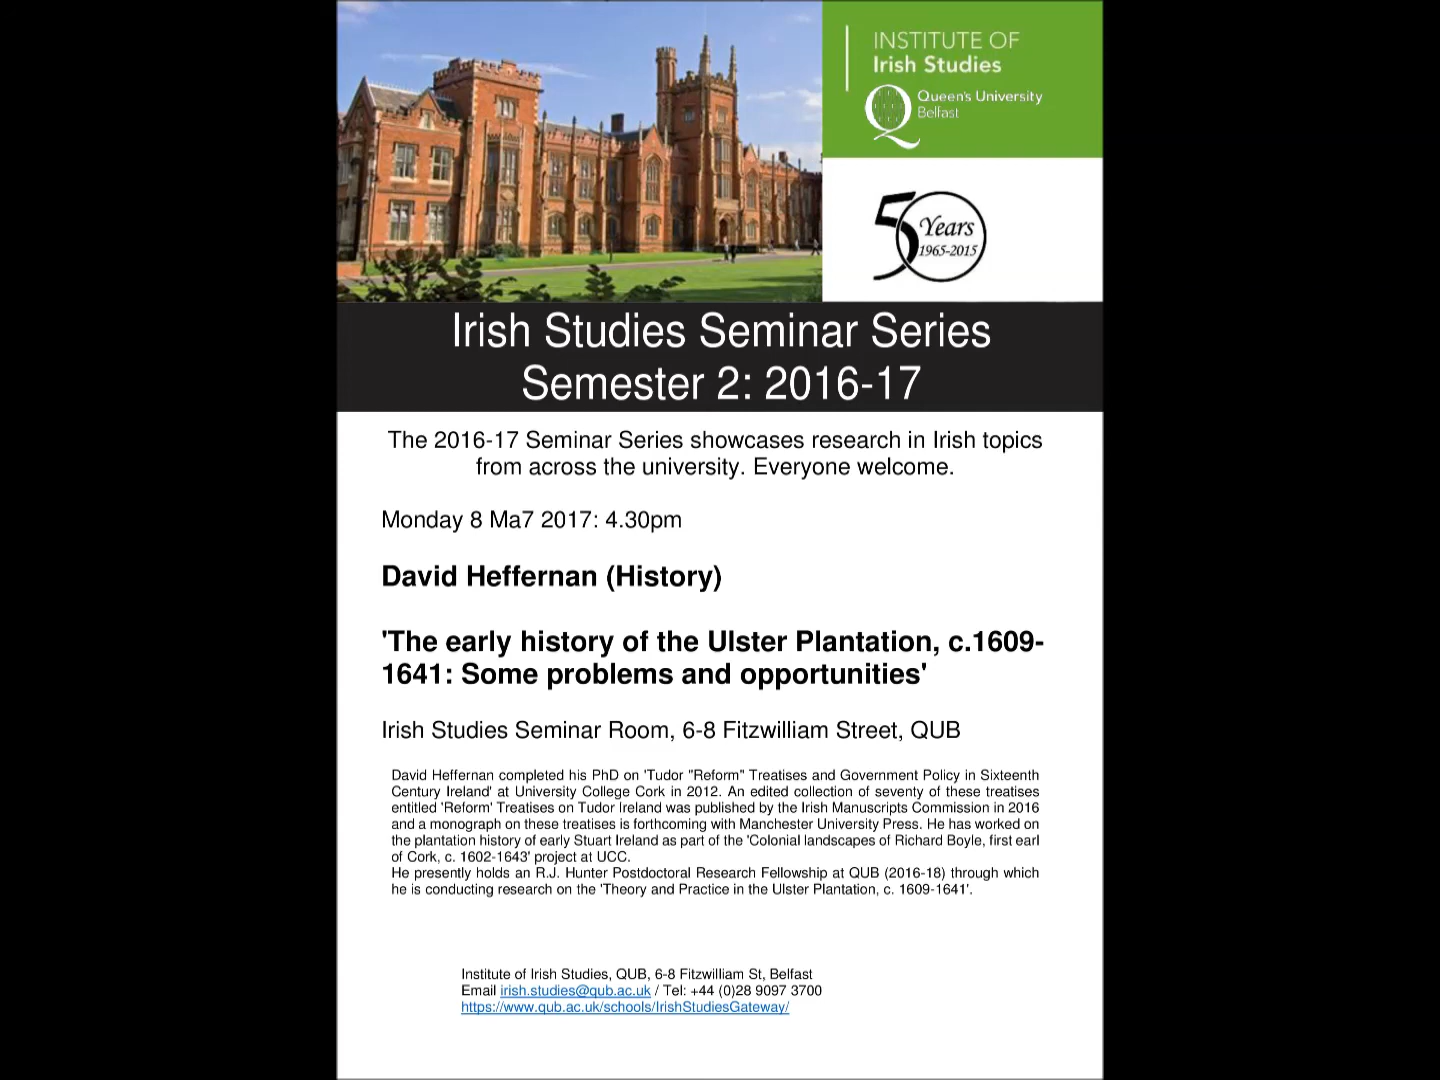 INSTITUTE OF
Irish Studies
Queen's University
Belfast
50 Years
1965-2015
Irish Studies Seminar Series
Semester 2: 2016-17
The 2016-17 Seminar Series showcases research in Irish topics
from across the university. Everyone welcome.
Monday 8 Ma7 2017: 4.30pm
David Heffernan (History)
'The early history of the Ulster Plantation, c.1609-
1641: Some problems and opportunities'
Irish Studies Seminar Room, 6-8 Fitzwilliam Street, QUB
David Heffernan completed his PhD on 'Tudor "Reform" Treatises and Government Policy in Sixteenth
Century Ireland' at University College Cork in 2012. An edited collection of seventy of these treatises
entitled 'Reform' Treatises on Tudor Ireland was published by the Irish Manuscripts Commission in 2016
and a monograph on these treatises is forthcoming with Manchester University Press. He has worked on
the plantation history of early Stuart Ireland as part of the 'Colonial landscapes of Richard Boyle, first earl
of Cork, c. 1602-1643' project at UCC.
He presently holds an R.J. Hunter Postdoctoral Research Fellowship at QUB (2016-18) through which
he is conducting research on the 'Theory and Practice in the Ulster Plantation, c. 1609-1641'.
Institute of Irish Studies, QUB, 6-8 Fitzwilliam St, Belfast
Email irish.studies@qub.ac.uk / Tel: +44 (0)28 9097 3700
https://www.qub.ac.uk/schools/IrishStudiesGateway/